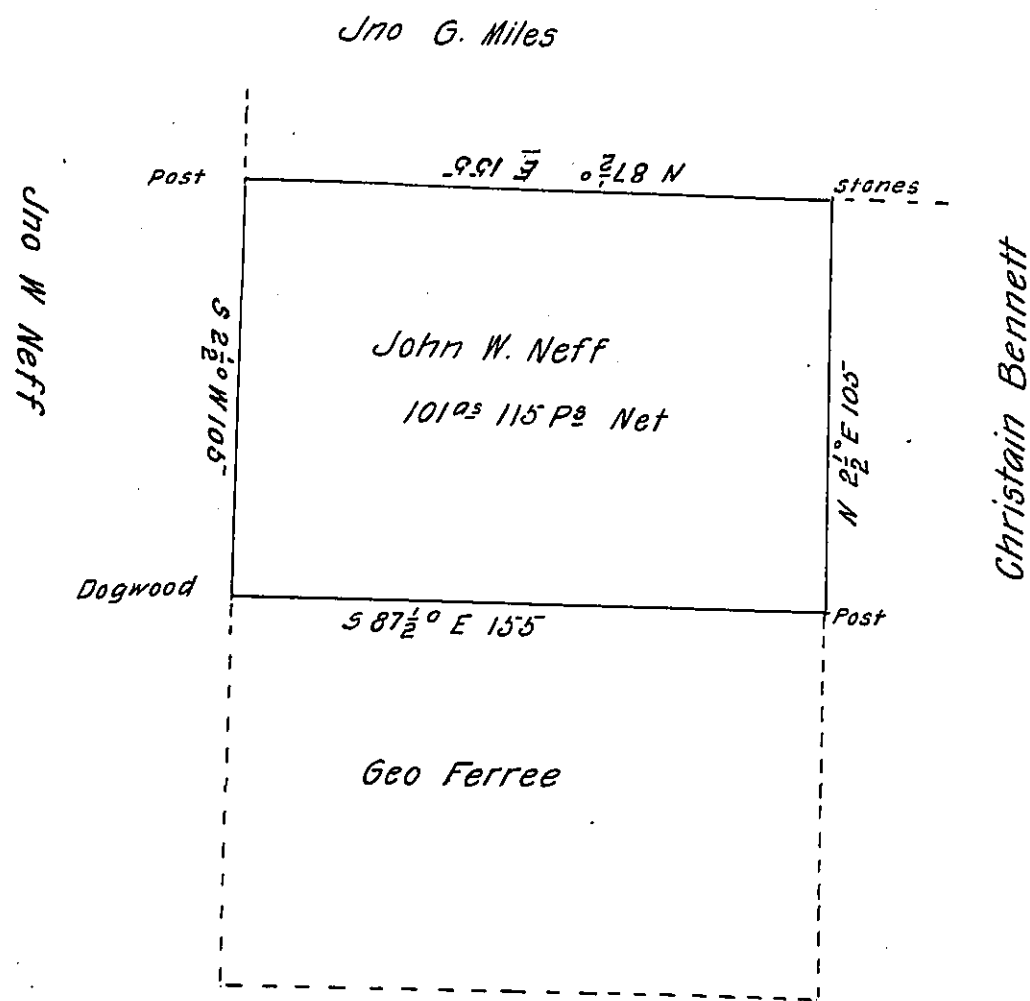 Jno G. Miles
Post
N 87½° E 155
stones
Jno W Neff
S 2½° W 105
John W. Neff
101as 115 Ps Net
N 2½° E 105
Christain Bennett
Dogwood
S 87½° E 155
Post
Geo Ferree